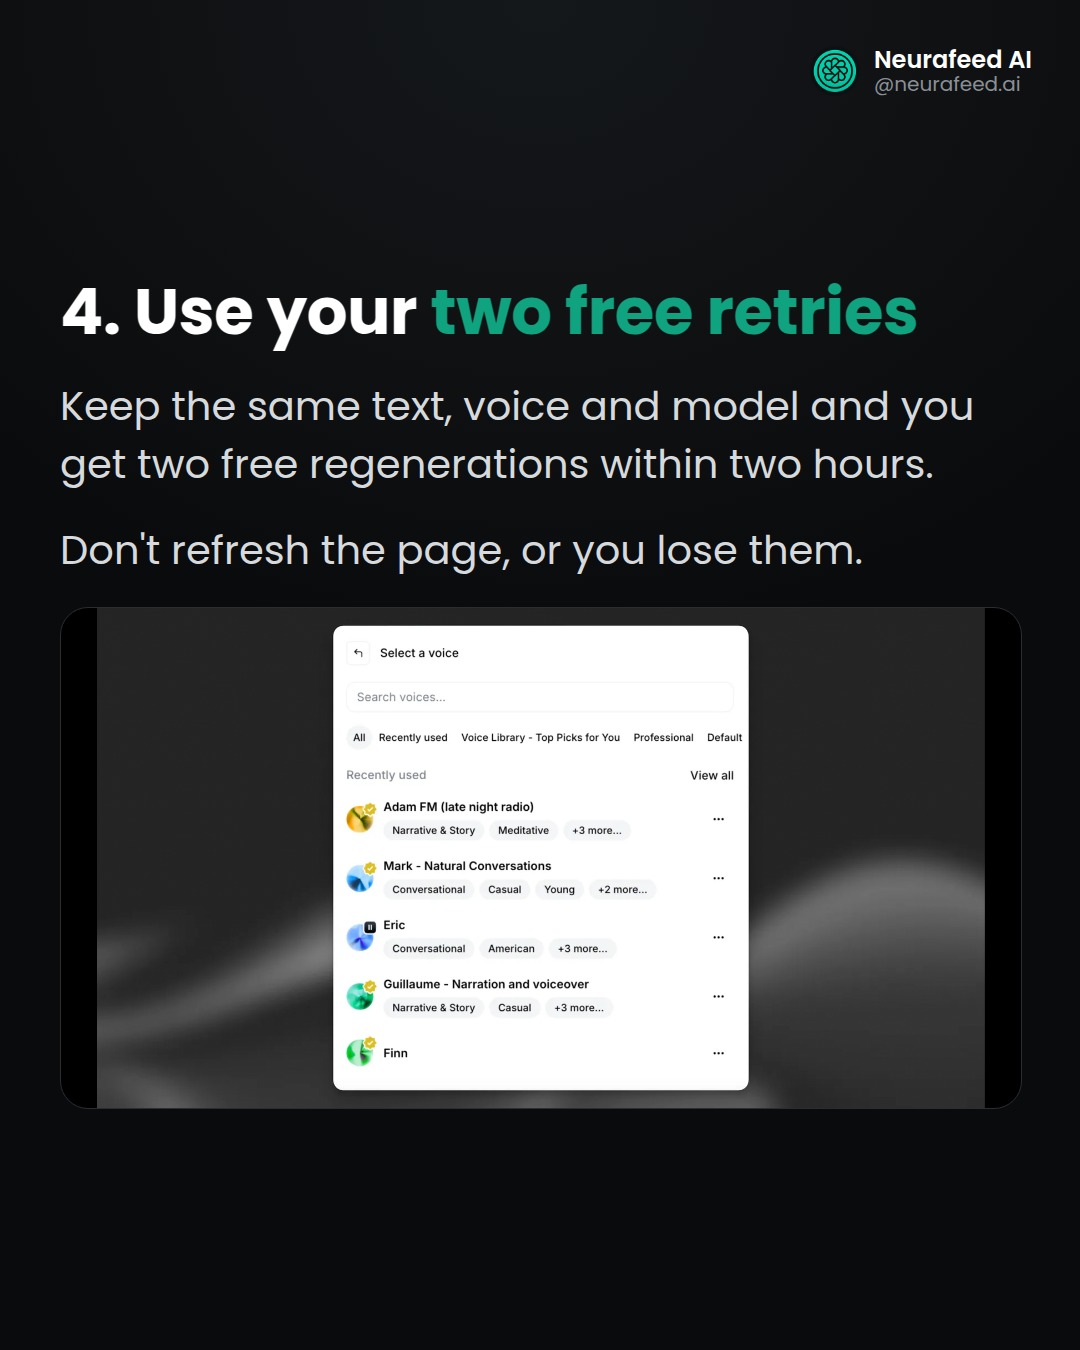 Neurafeed AI
@neurafeed.ai
4. Use your two free retries
Keep the same text, voice and model and you
get two free regenerations within two hours.
Don't refresh the page, or you lose them.
Select a voice
Search voices...
All Recently used Voice Library - Top Picks for You Professional Default
Recently used View all
Adam FM (late night radio)
Narrative & Story Meditative +3 more...
Mark - Natural Conversations
Conversational Casual Young +2 more...
Eric
Conversational American +3 more...
Guillaume - Narration and voiceover
Narrative & Story Casual +3 more...
Finn